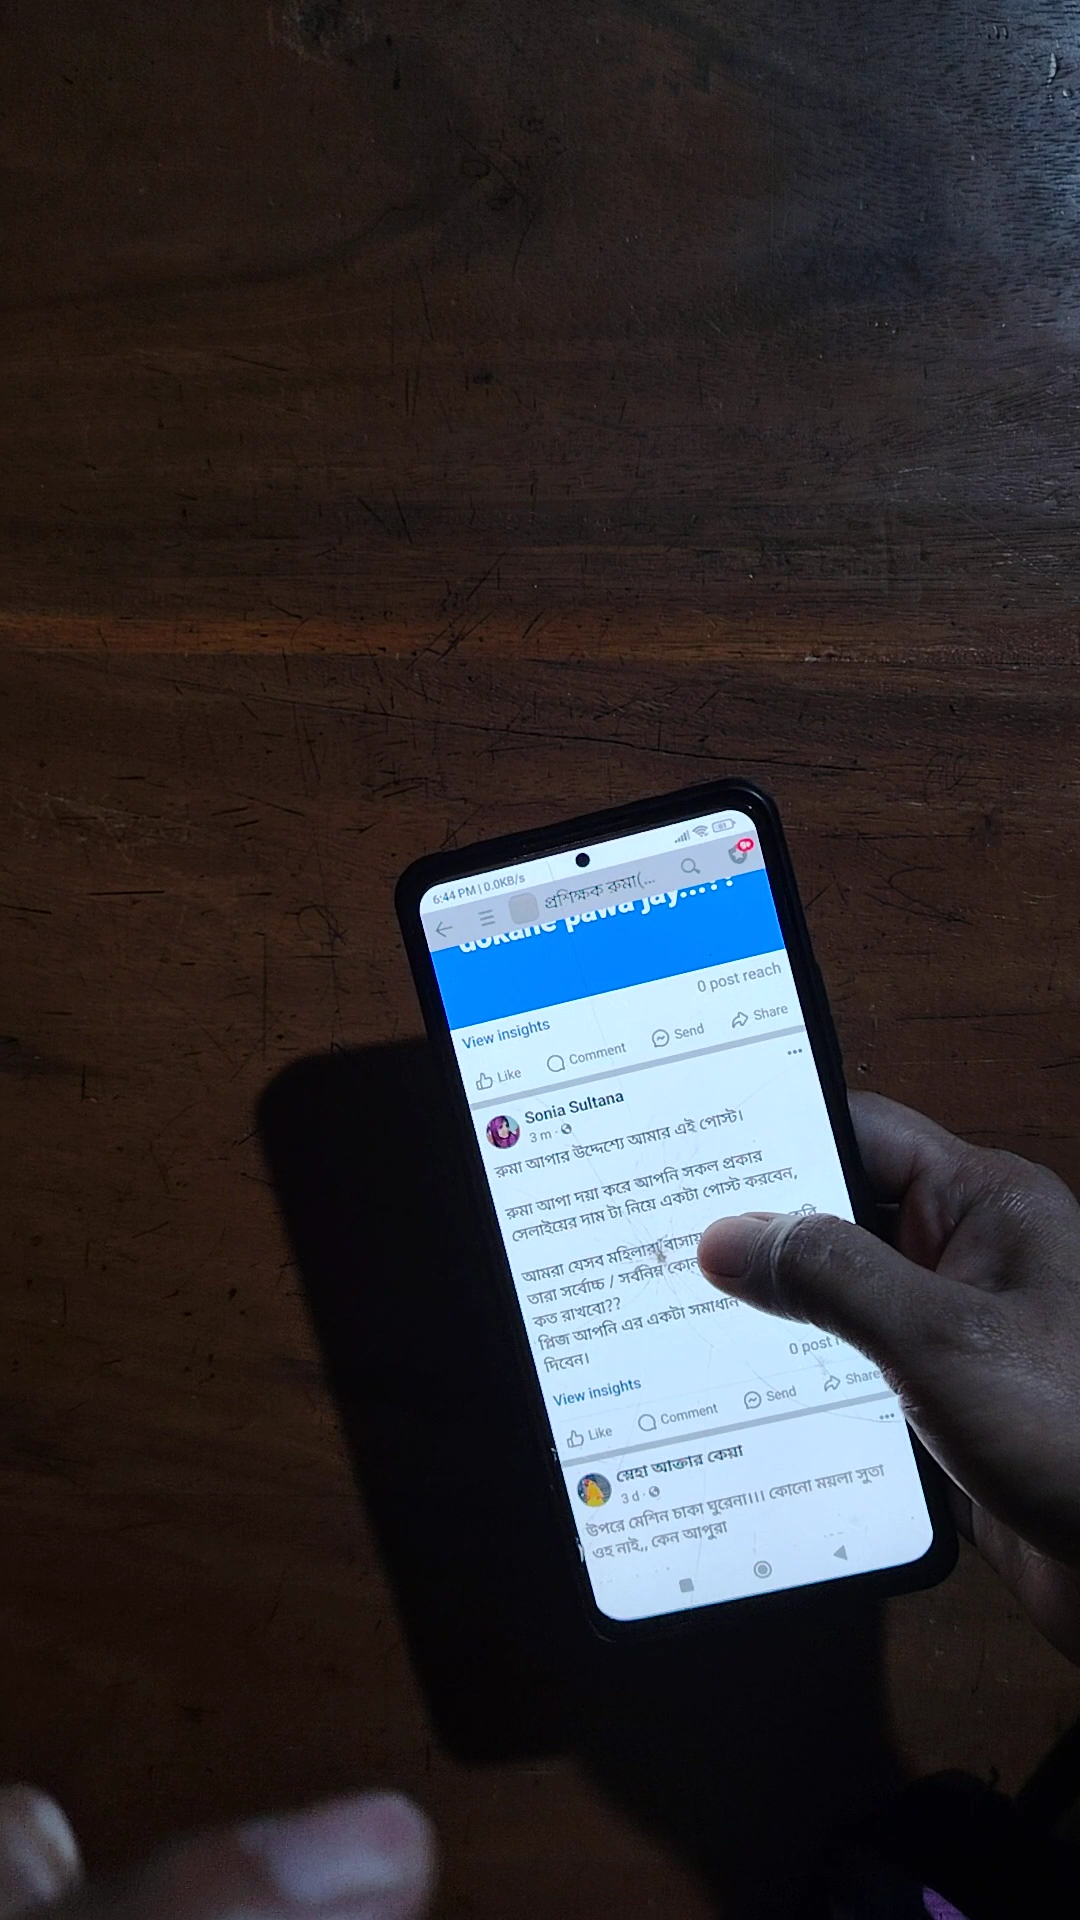 6:44 PM | 0.0KB/s
প্রশিক্ষক রুমা(...
dokane pawa jay.....??
0 post reach
View insights
Like Comment Send Share
Sonia Sultana
3 m
রুমা আপার উদ্দেশ্যে আমার এই পোস্ট।
রুমা আপা দয়া করে আপনি সকল প্রকার
সেলাইয়ের দাম টা নিয়ে একটা পোস্ট করবেন,
আমরা যেসব মহিলারা বাসায়
তারা সর্বোচ্চ / সর্বনিম্ন
কত রাখবো??
প্লিজ আপনি এর একটা সমাধান
দিবেন।
0 post
View insights
Like Comment Send Share
স্নেহা আক্তার কেয়া
3 d
উপরে মেশিন চাকা ঘুরেনা।।। কোনো ময়লা সুতা
ওহ নাই,, কেন আপুরা